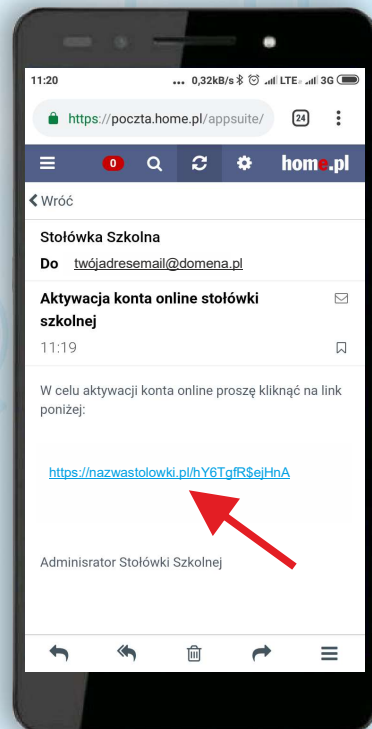 11:20 ... 0,32kB/s LTE 3G
https://poczta.home.pl/appsuite/ 24
0 home.pl
Wróć
Stołówka Szkolna
Do twójadresemail@domena.pl
Aktywacja konta online stołówki
szkolnej
11:19
W celu aktywacji konta online proszę kliknąć na link
poniżej:
https://nazwastolowki.pl/hY6TgfR$ejHnA
Adminisrator Stołówki Szkolnej